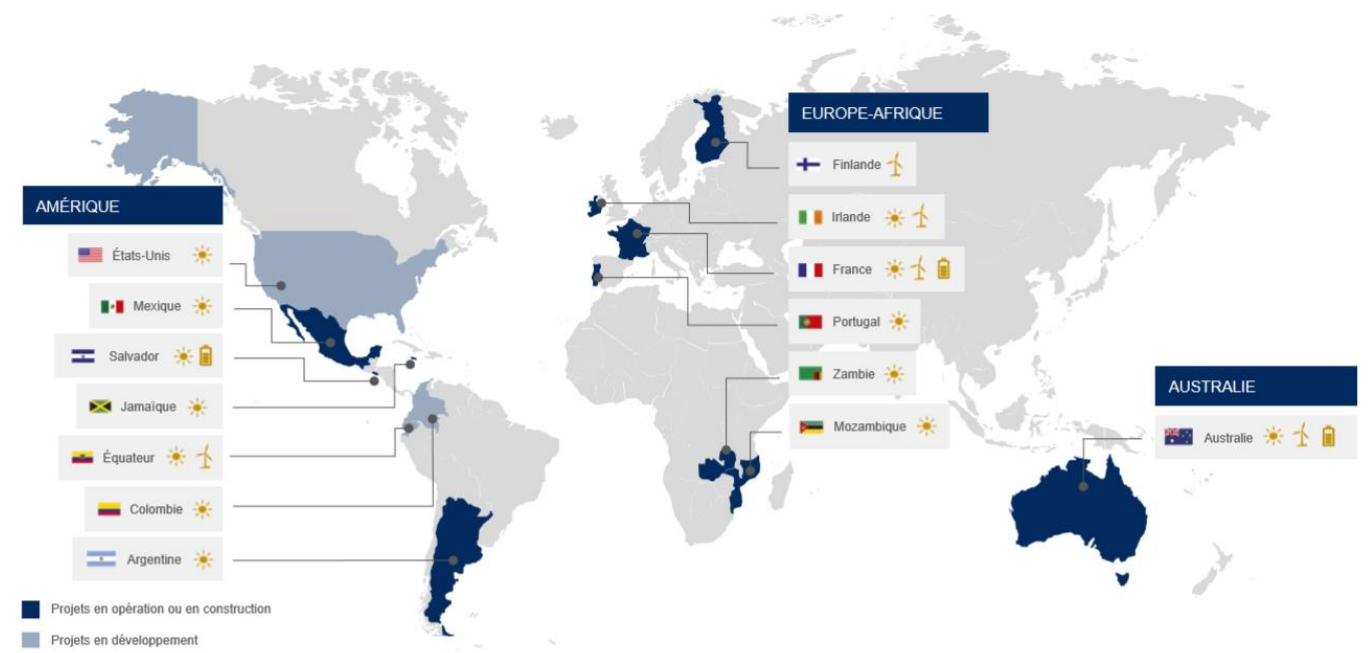 AMÉRIQUE
États-Unis
Mexique
Salvador
Jamaïque
Équateur
Colombie
Argentine
Projets en opération ou en construction
Projets en développement
EUROPE-AFRIQUE
Finlande
Irlande
France
Portugal
Zambie
Mozambique
AUSTRALIE
Australie